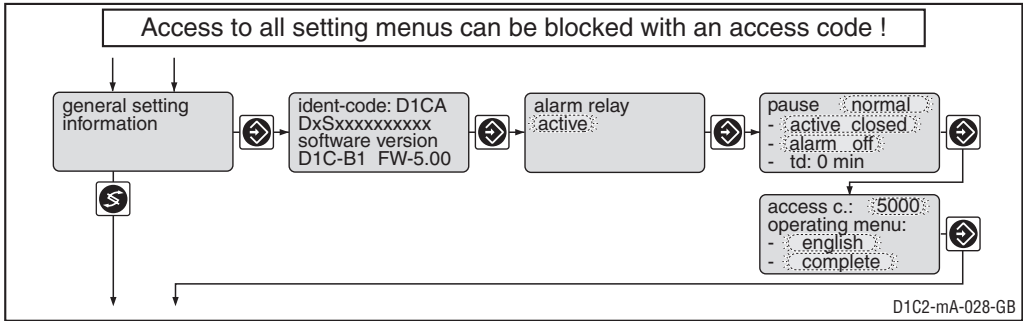 Access to all setting menus can be blocked with an access code !
general setting
information
ident-code: D1CA
DxSxxxxxxxxxx
software version
D1C-B1 FW-5.00
alarm relay
active
pause normal
- active closed
- alarm off
- td: 0 min
access c.: 5000
operating menu:
- english
- complete
D1C2-mA-028-GB